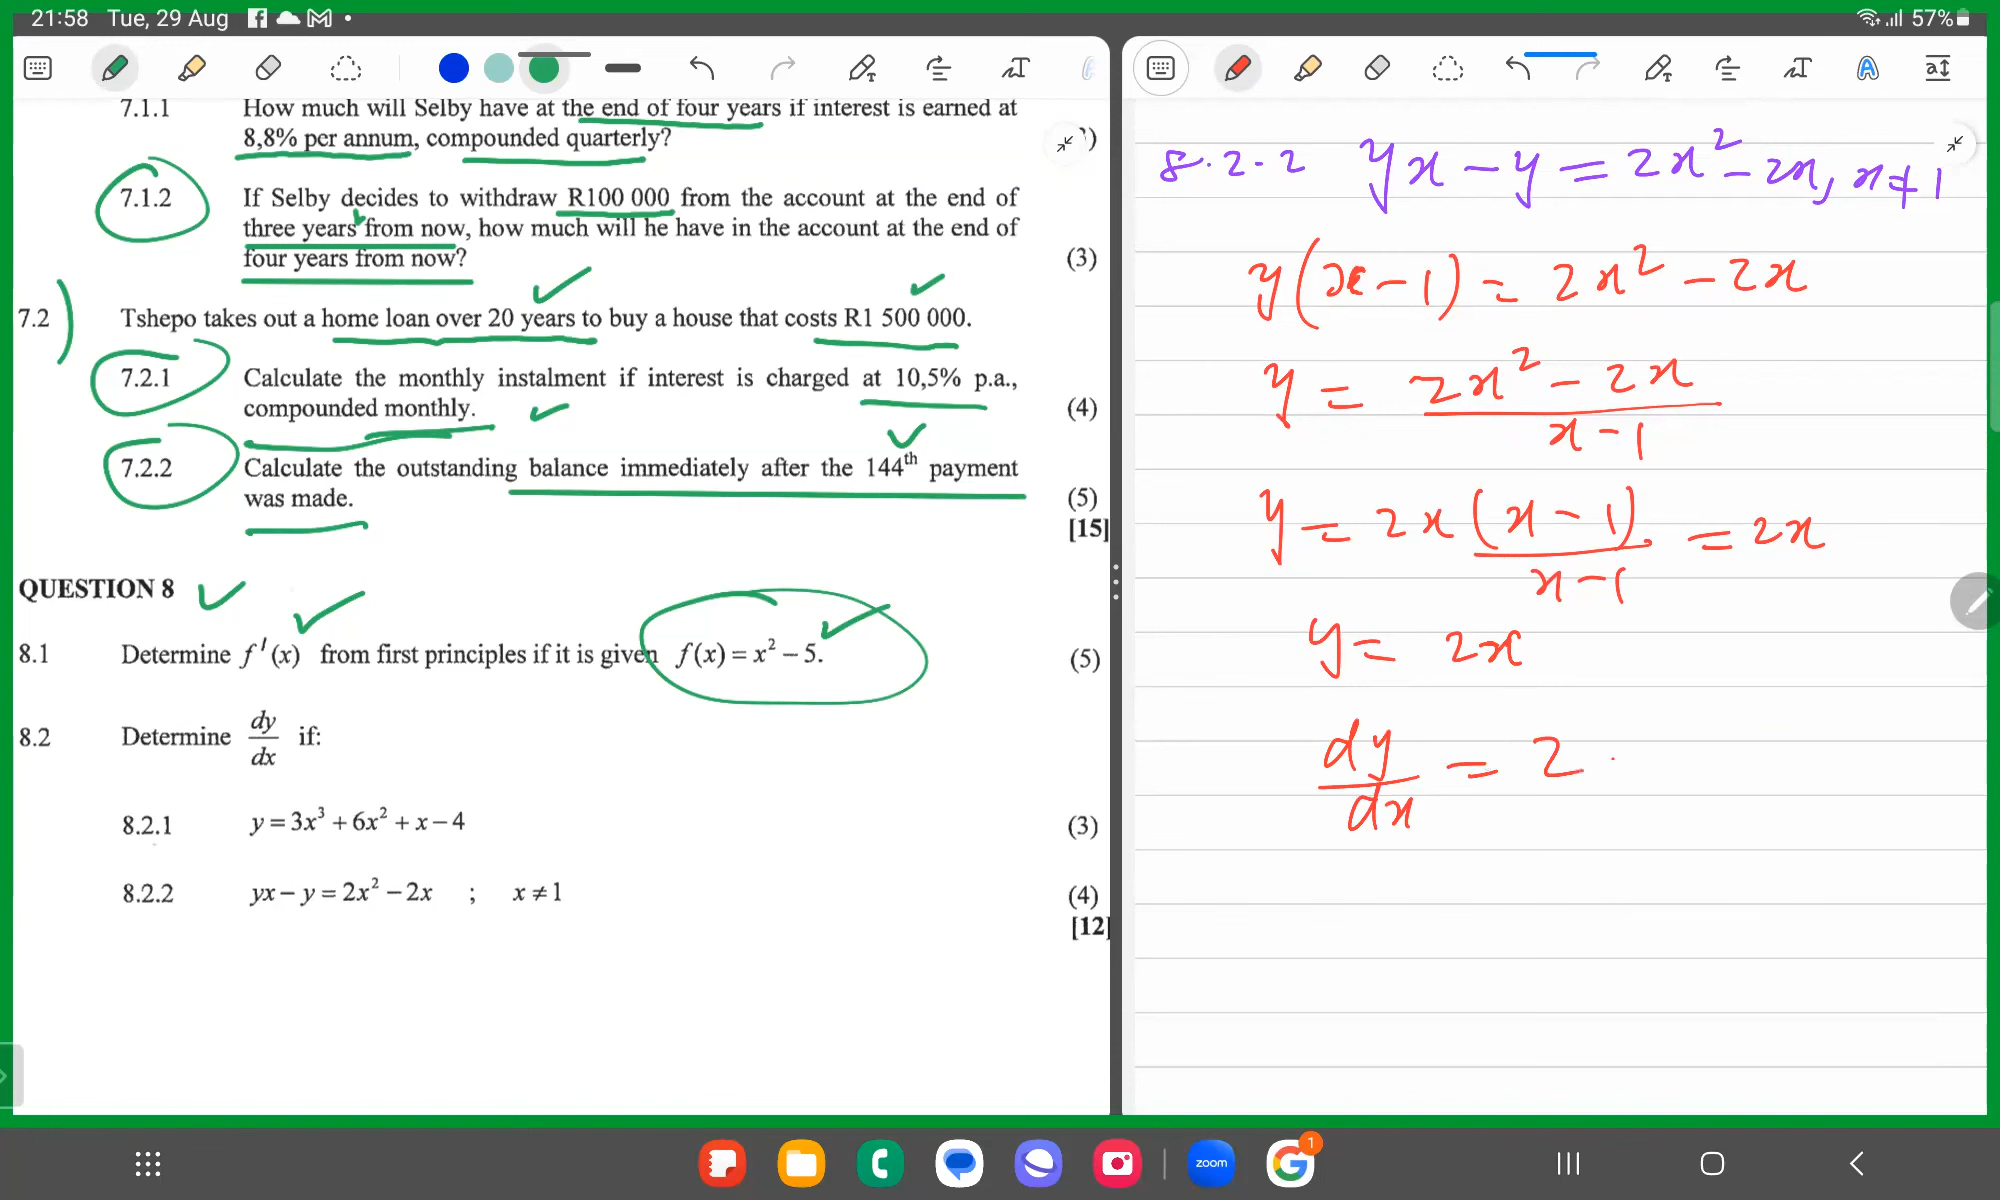 21:58 Tue, 29 Aug
57%
7.1.1 How much will Selby have at the end of four years if interest is earned at
8,8% per annum, compounded quarterly?
7.1.2 If Selby decides to withdraw R100 000 from the account at the end of
three years from now, how much will he have in the account at the end of
four years from now? (3)
7.2 Tshepo takes out a home loan over 20 years to buy a house that costs R1 500 000.
7.2.1 Calculate the monthly instalment if interest is charged at 10,5% p.a.,
compounded monthly. (4)
7.2.2 Calculate the outstanding balance immediately after the 144th payment
was made. (5)
[15]
QUESTION 8
8.1 Determine f'(x) from first principles if it is given f(x) = x² – 5. (5)
8.2 Determine dy/dx if:
8.2.1 y = 3x³ + 6x² + x – 4 (3)
8.2.2 yx – y = 2x² – 2x ; x ≠ 1 (4)
[12]
8.2.2 yx – y = 2x² – 2x, x ≠ 1
y(x – 1) = 2x² – 2x
y = (2x² – 2x)/(x – 1)
y = 2x (x – 1)/(x – 1) = 2x
y = 2x
dy/dx = 2
zoom
1